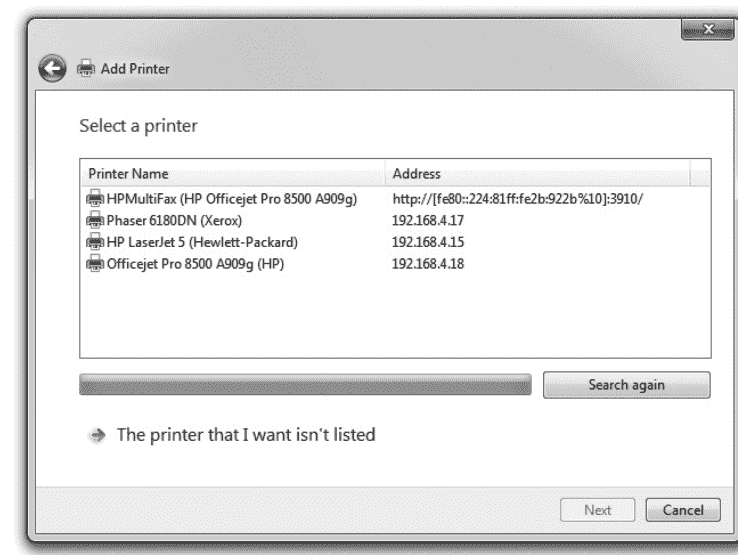 Add Printer
Select a printer
Printer Name Address
HPMultiFax (HP Officejet Pro 8500 A909g) http://[fe80::224:81ff:fe2b:922b%10]:3910/
Phaser 6180DN (Xerox) 192.168.4.17
HP LaserJet 5 (Hewlett-Packard) 192.168.4.15
Officejet Pro 8500 A909g (HP) 192.168.4.18
Search again
The printer that I want isn't listed
Next Cancel